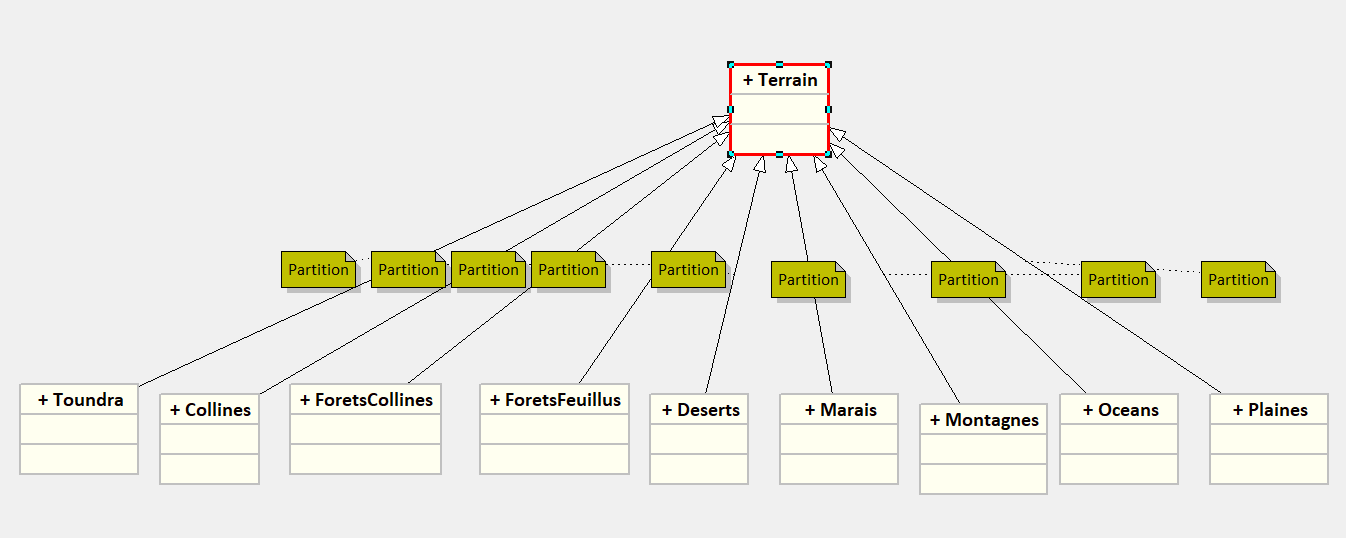 + Terrain
Partition
Partition
Partition
Partition
Partition
Partition
Partition
Partition
Partition
+ Toundra
+ Collines
+ ForetsCollines
+ ForetsFeuillus
+ Deserts
+ Marais
+ Montagnes
+ Oceans
+ Plaines